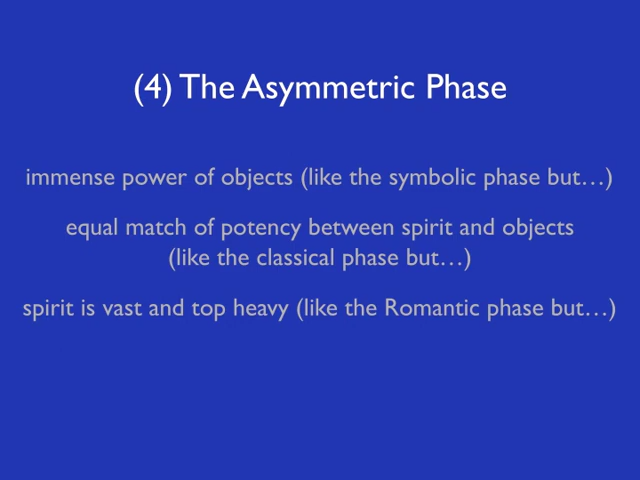 (4) The Asymmetric Phase
immense power of objects (like the symbolic phase but…)
equal match of potency between spirit and objects
(like the classical phase but…)
spirit is vast and top heavy (like the Romantic phase but…)